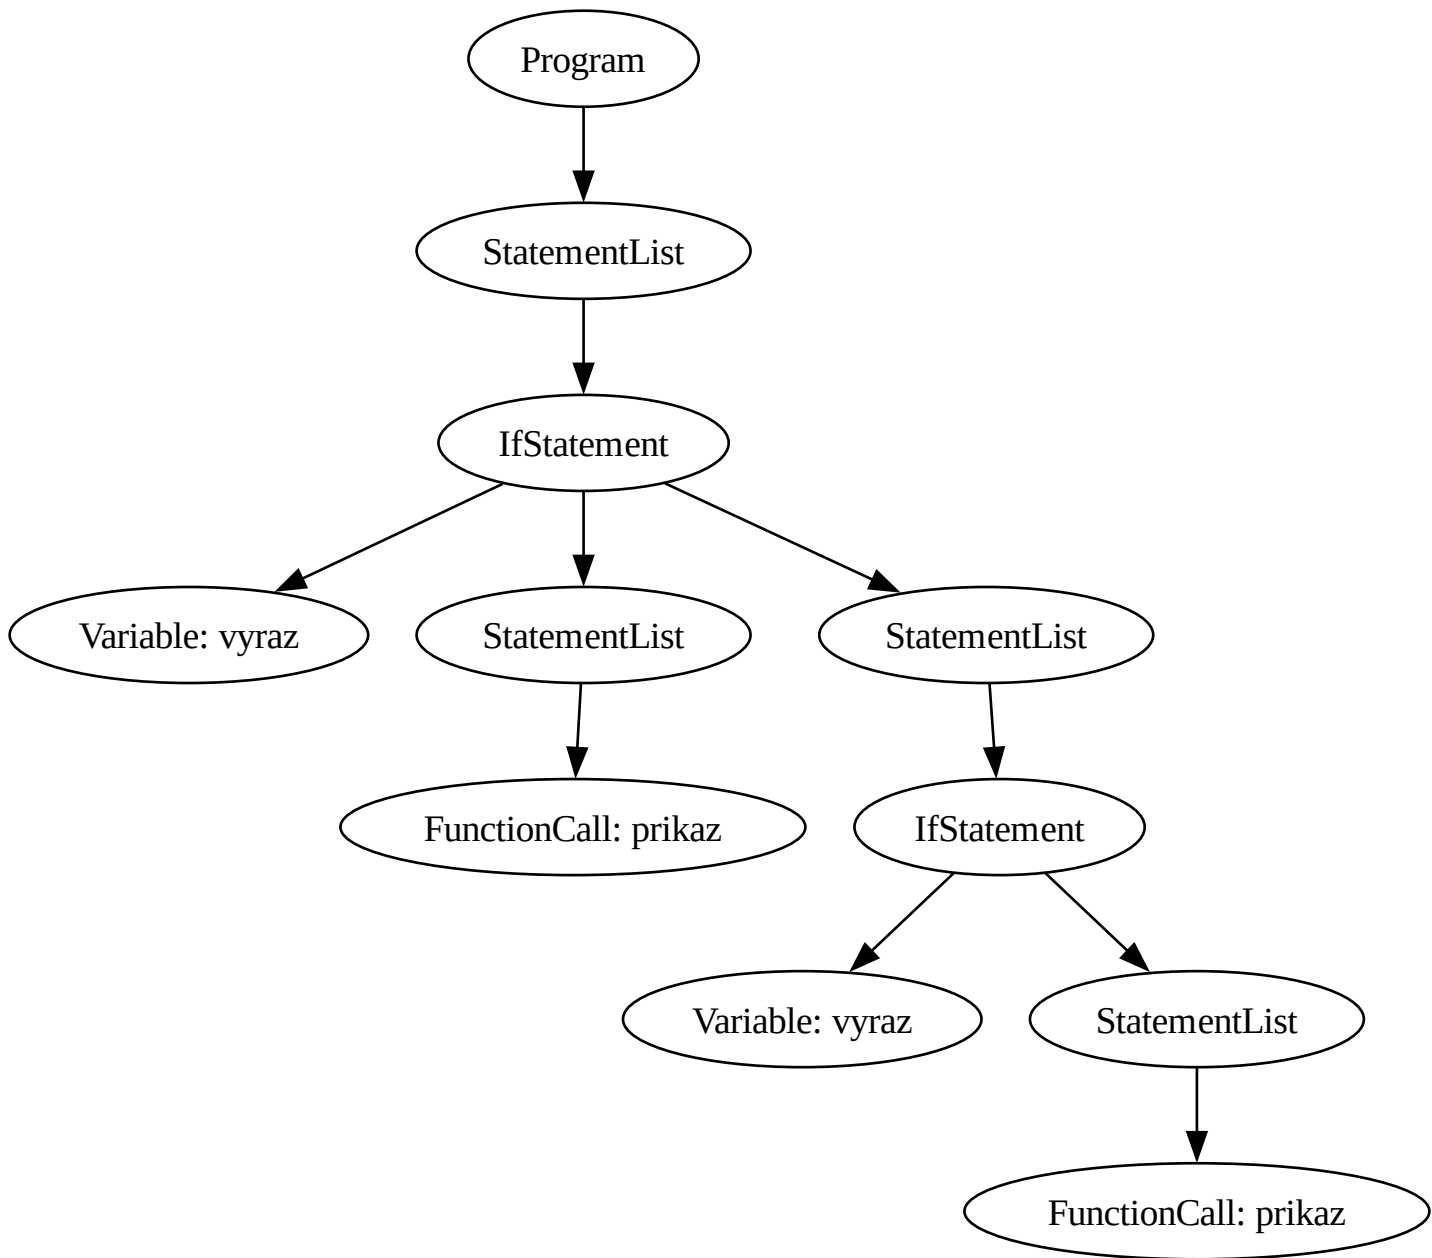 Program
StatementList
IfStatement
Variable: vyraz
StatementList
StatementList
FunctionCall: prikaz
IfStatement
Variable: vyraz
StatementList
FunctionCall: prikaz